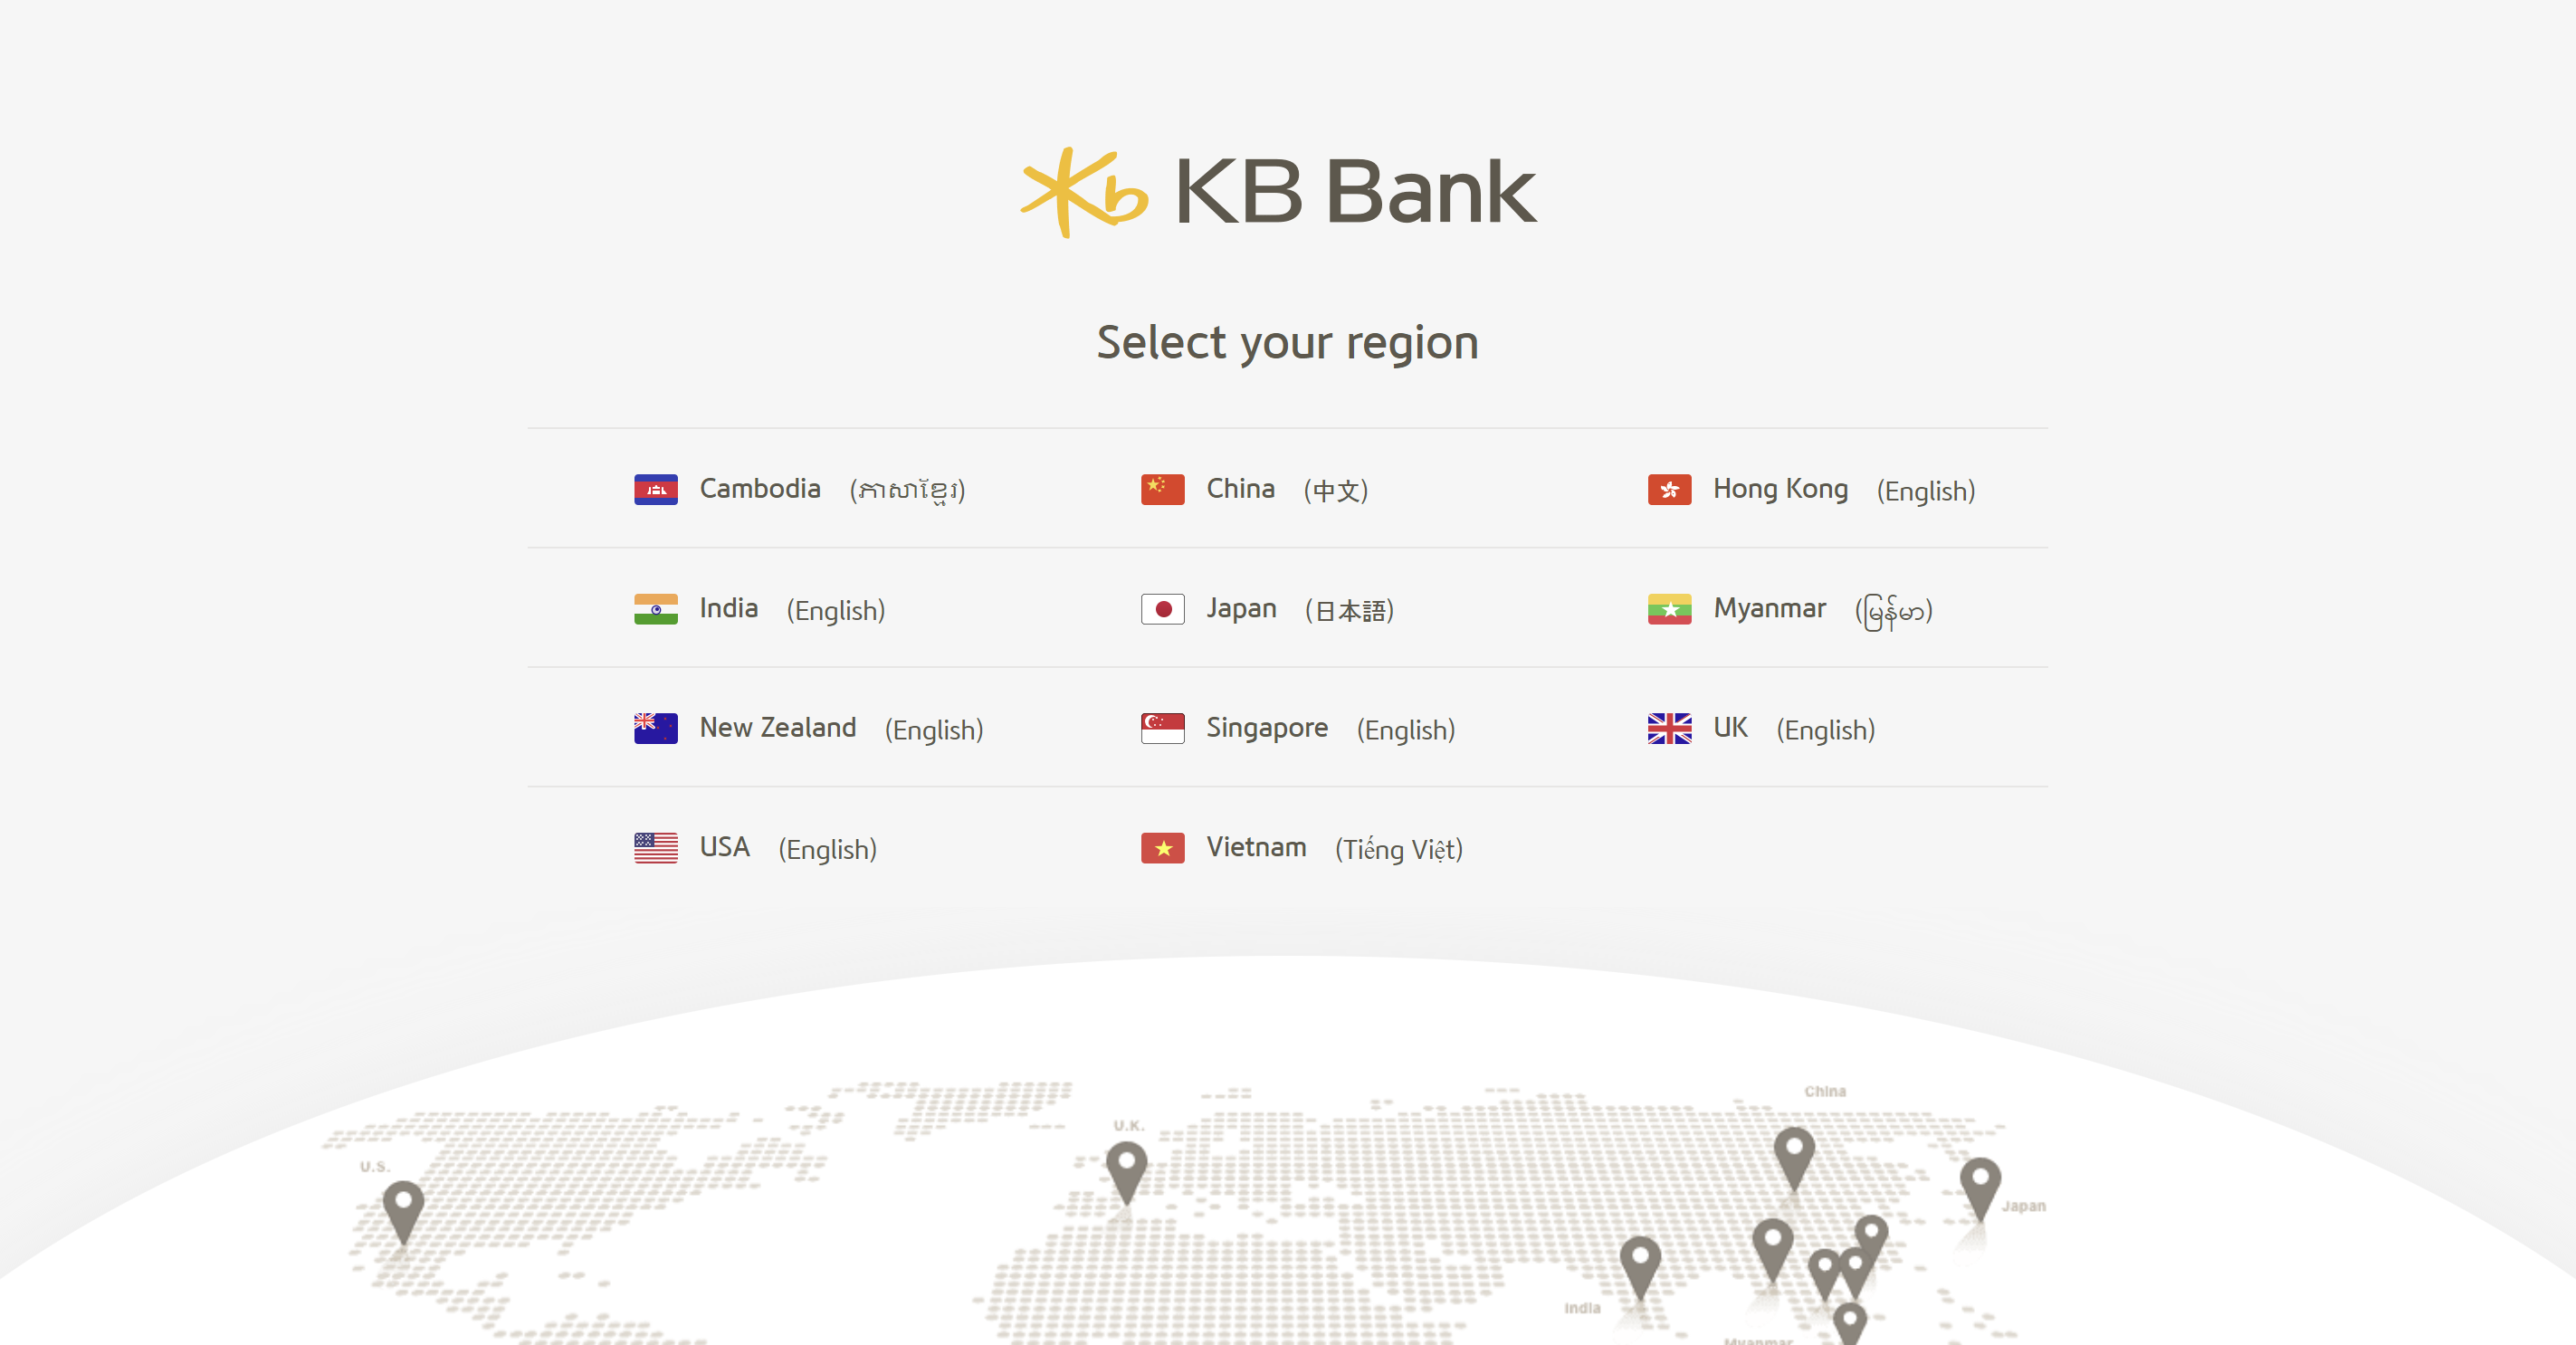 Kb KB Bank
Select your region
Cambodia (ភាសាខ្មែរ) China (中文) Hong Kong (English)
India (English) Japan (日本語) Myanmar (မြန်မာ)
New Zealand (English) Singapore (English) UK (English)
USA (English) Vietnam (Tiếng Việt)
China
U.K.
U.S.
Japan
India
Myanmar